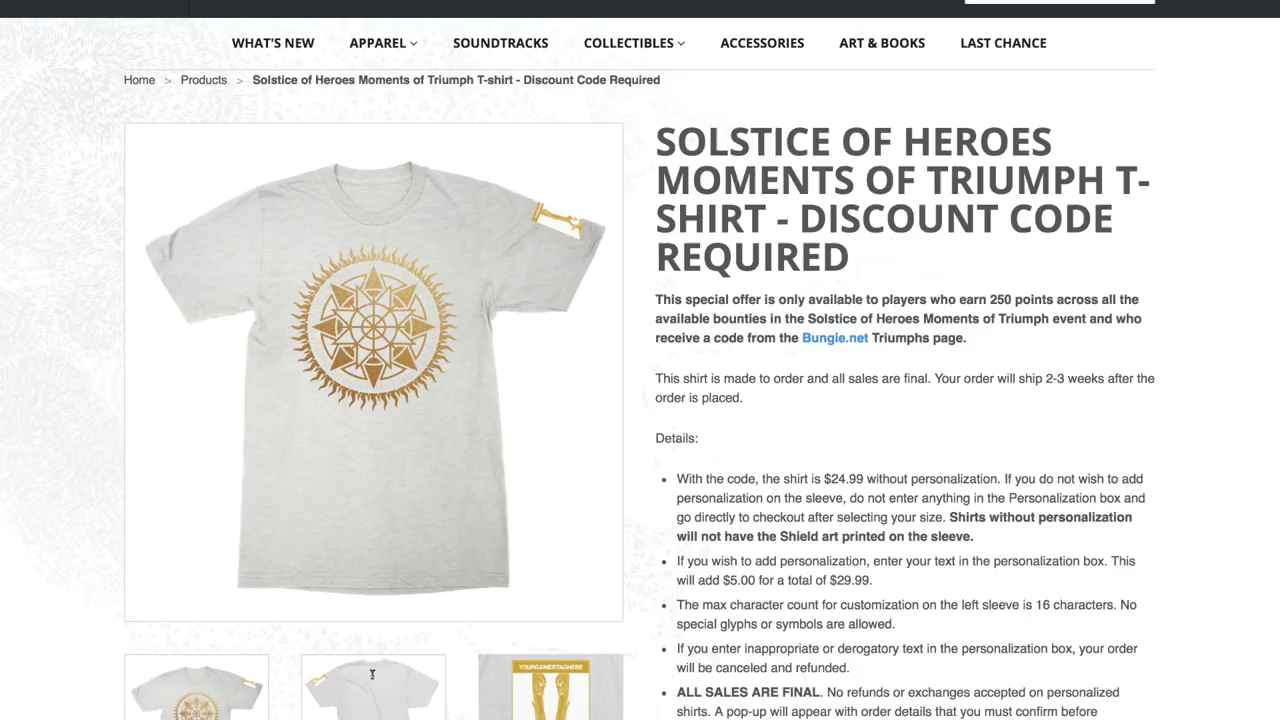 WHAT'S NEW APPAREL SOUNDTRACKS COLLECTIBLES ACCESSORIES ART & BOOKS LAST CHANCE
Home > Products > Solstice of Heroes Moments of Triumph T-shirt - Discount Code Required
SOLSTICE OF HEROES
MOMENTS OF TRIUMPH T-
SHIRT - DISCOUNT CODE
REQUIRED
This special offer is only available to players who earn 250 points across all the
available bounties in the Solstice of Heroes Moments of Triumph event and who
receive a code from the Bungie.net Triumphs page.
This shirt is made to order and all sales are final. Your order will ship 2-3 weeks after the
order is placed.
Details:
With the code, the shirt is $24.99 without personalization. If you do not wish to add
personalization on the sleeve, do not enter anything in the Personalization box and
go directly to checkout after selecting your size. Shirts without personalization
will not have the Shield art printed on the sleeve.
If you wish to add personalization, enter your text in the personalization box. This
will add $5.00 for a total of $29.99.
The max character count for customization on the left sleeve is 16 characters. No
special glyphs or symbols are allowed.
If you enter inappropriate or derogatory text in the personalization box, your order
will be canceled and refunded.
ALL SALES ARE FINAL. No refunds or exchanges accepted on personalized
shirts. A pop-up will appear with order details that you must confirm before
YOURGAMERTAGHERE